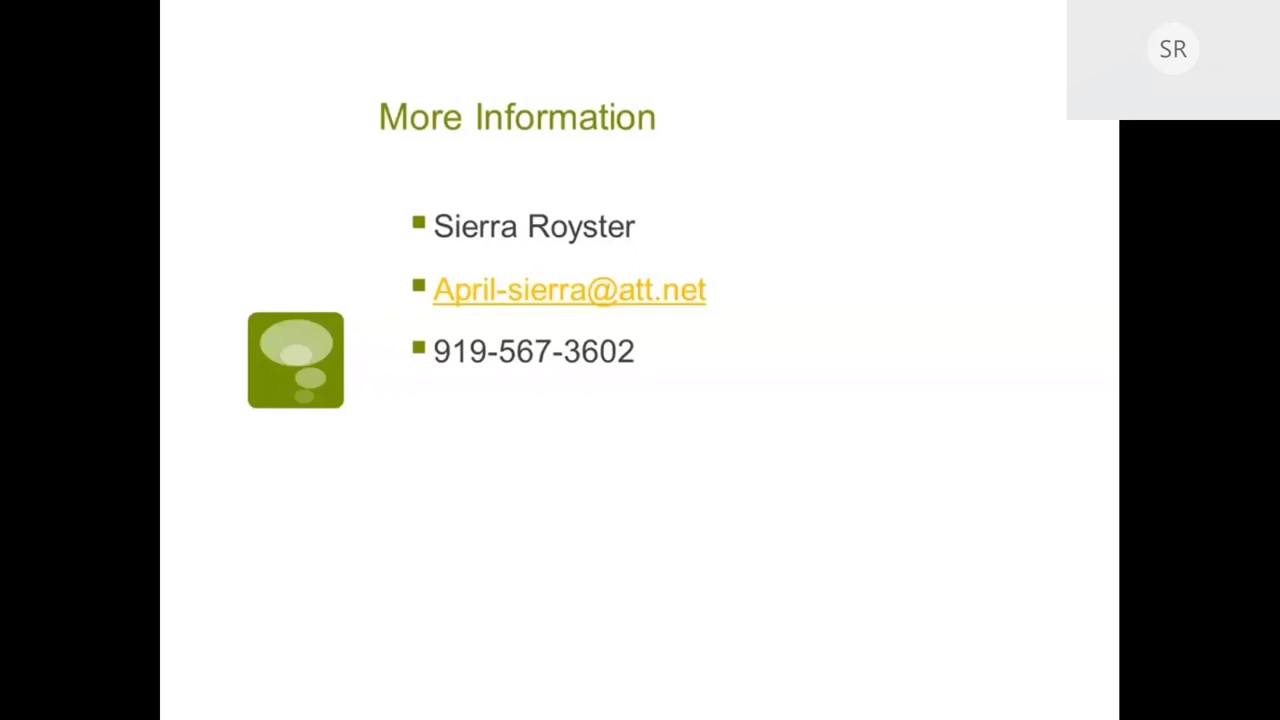 SR
More Information
Sierra Royster
April-sierra@att.net
919-567-3602